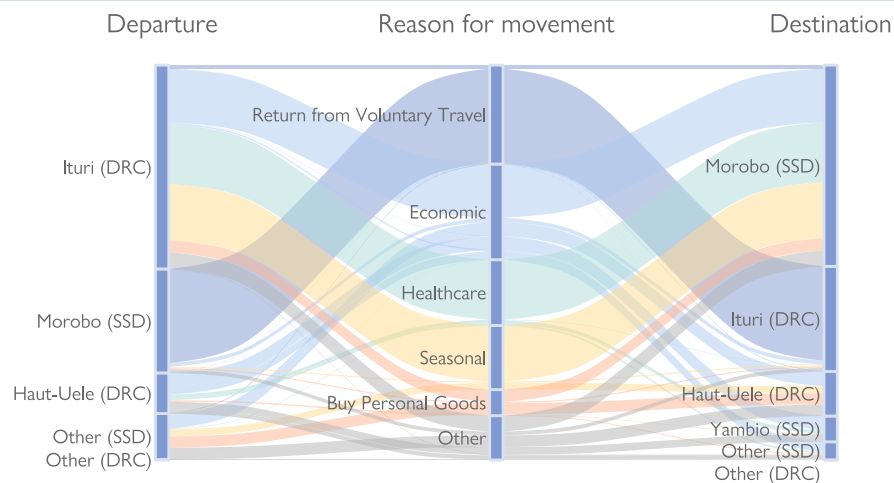 Departure
Reason for movement
Destination
Ituri (DRC)
Morobo (SSD)
Haut-Uele (DRC)
Other (SSD)
Other (DRC)
Return from Voluntary Travel
Economic
Healthcare
Seasonal
Buy Personal Goods
Other
Morobo (SSD)
Ituri (DRC)
Haut-Uele (DRC)
Yambio (SSD)
Other (SSD)
Other (DRC)